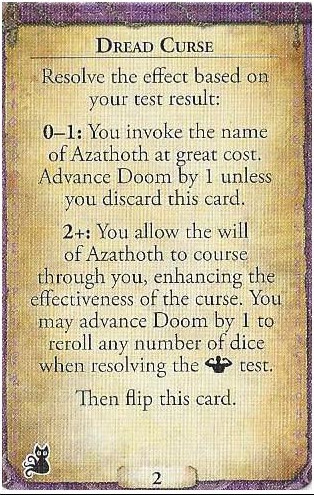 DREAD CURSE
Resolve the effect based on
your test result:
0–1: You invoke the name
of Azathoth at great cost.
Advance Doom by 1 unless
you discard this card.
2+: You allow the will
of Azathoth to course
through you, enhancing the
effectiveness of the curse. You
may advance Doom by 1 to
reroll any number of dice
when resolving the test.
Then flip this card.
2